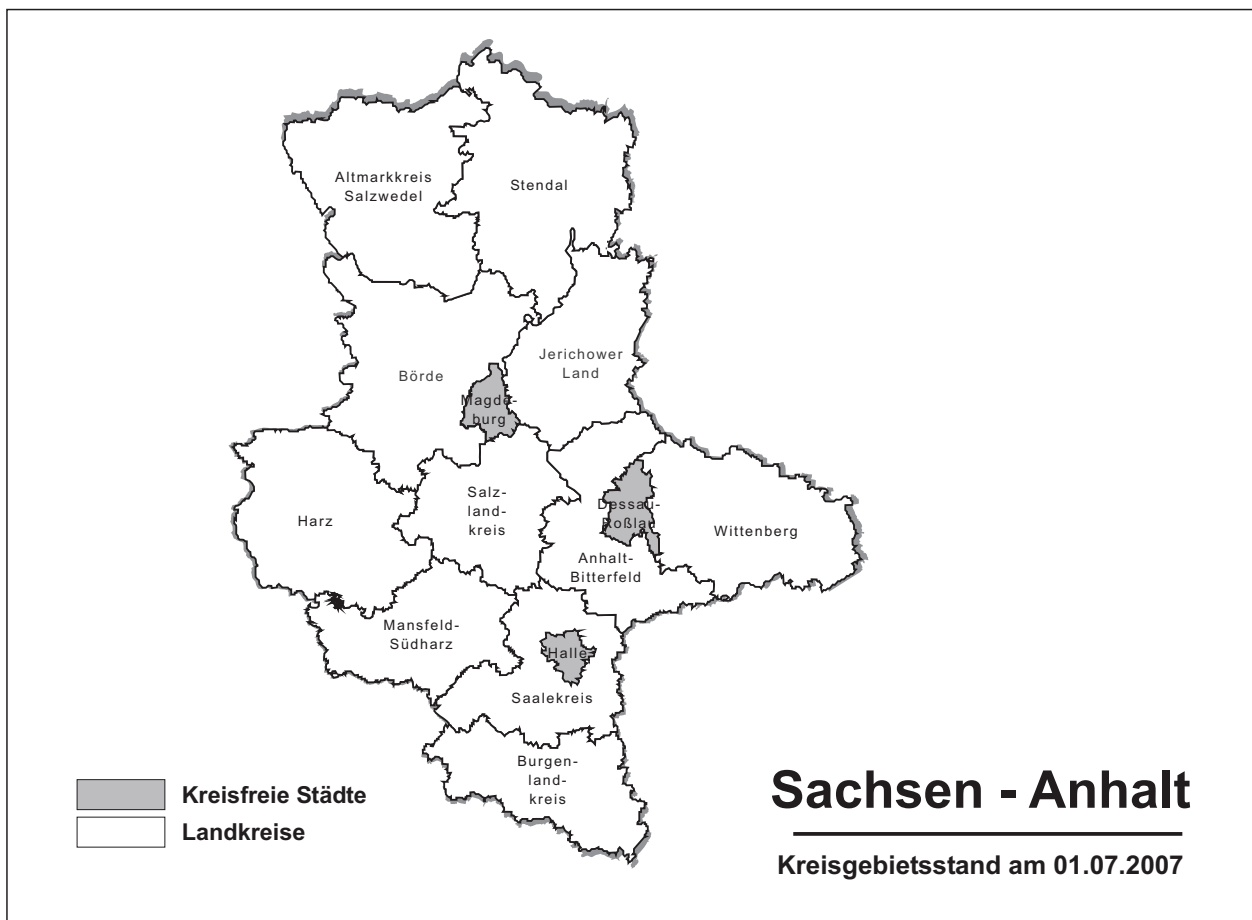 Altmarkkreis
Salzwedel
Stendal
Jerichower
Land
Börde
Magde-
burg
Salz-
land-
kreis
Harz
Dessau-
Roßlau
Wittenberg
Anhalt-
Bitterfeld
Mansfeld-
Südharz
Halle
Saalekreis
Burgen-
land-
kreis
Kreisfreie Städte
Landkreise
Sachsen - Anhalt
Kreisgebietsstand am 01.07.2007